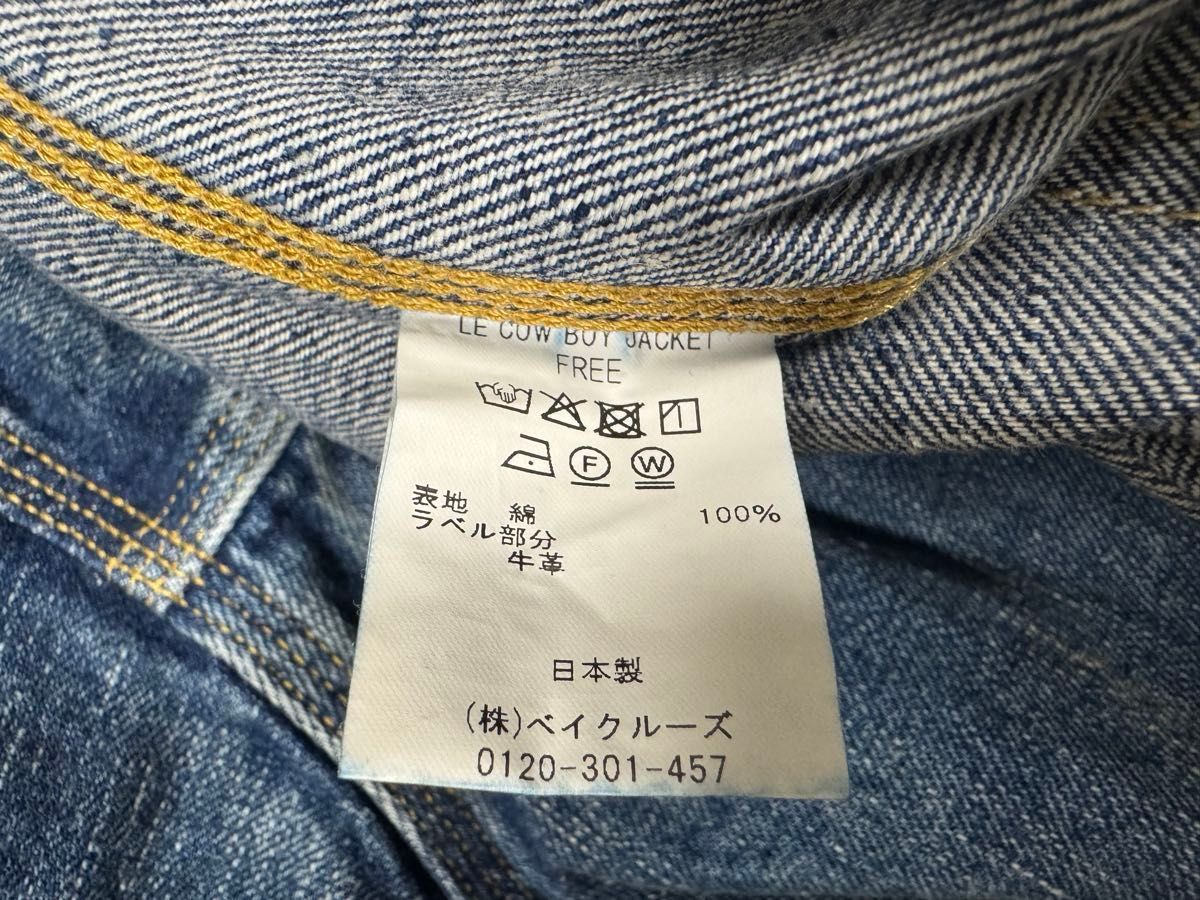 LE COW BOY JACKET
FREE
F W
表地 綿 100%
ラベル部分
牛革
日本製
(株)ベイクルーズ
0120-301-457